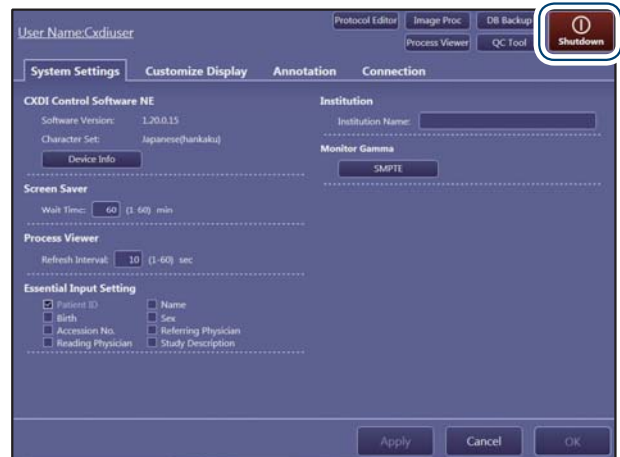 User Name:Cxdiuser
Protocol Editor Image Proc DB Backup
Process Viewer QC Tool Shutdown
System Settings Customize Display Annotation Connection
CXDI Control Software NE
Software Version: 1.20.0.15
Character Set: Japanese(hankaku)
Device Info
Screen Saver
Wait Time: 60 (1 60) min
Process Viewer
Refresh Interval: 10 (1-60) sec
Essential Input Setting
Patient ID Name
Birth Sex
Accession No. Referring Physician
Reading Physician Study Description
Institution
Institution Name:
Monitor Gamma
SMPTE
Apply Cancel OK